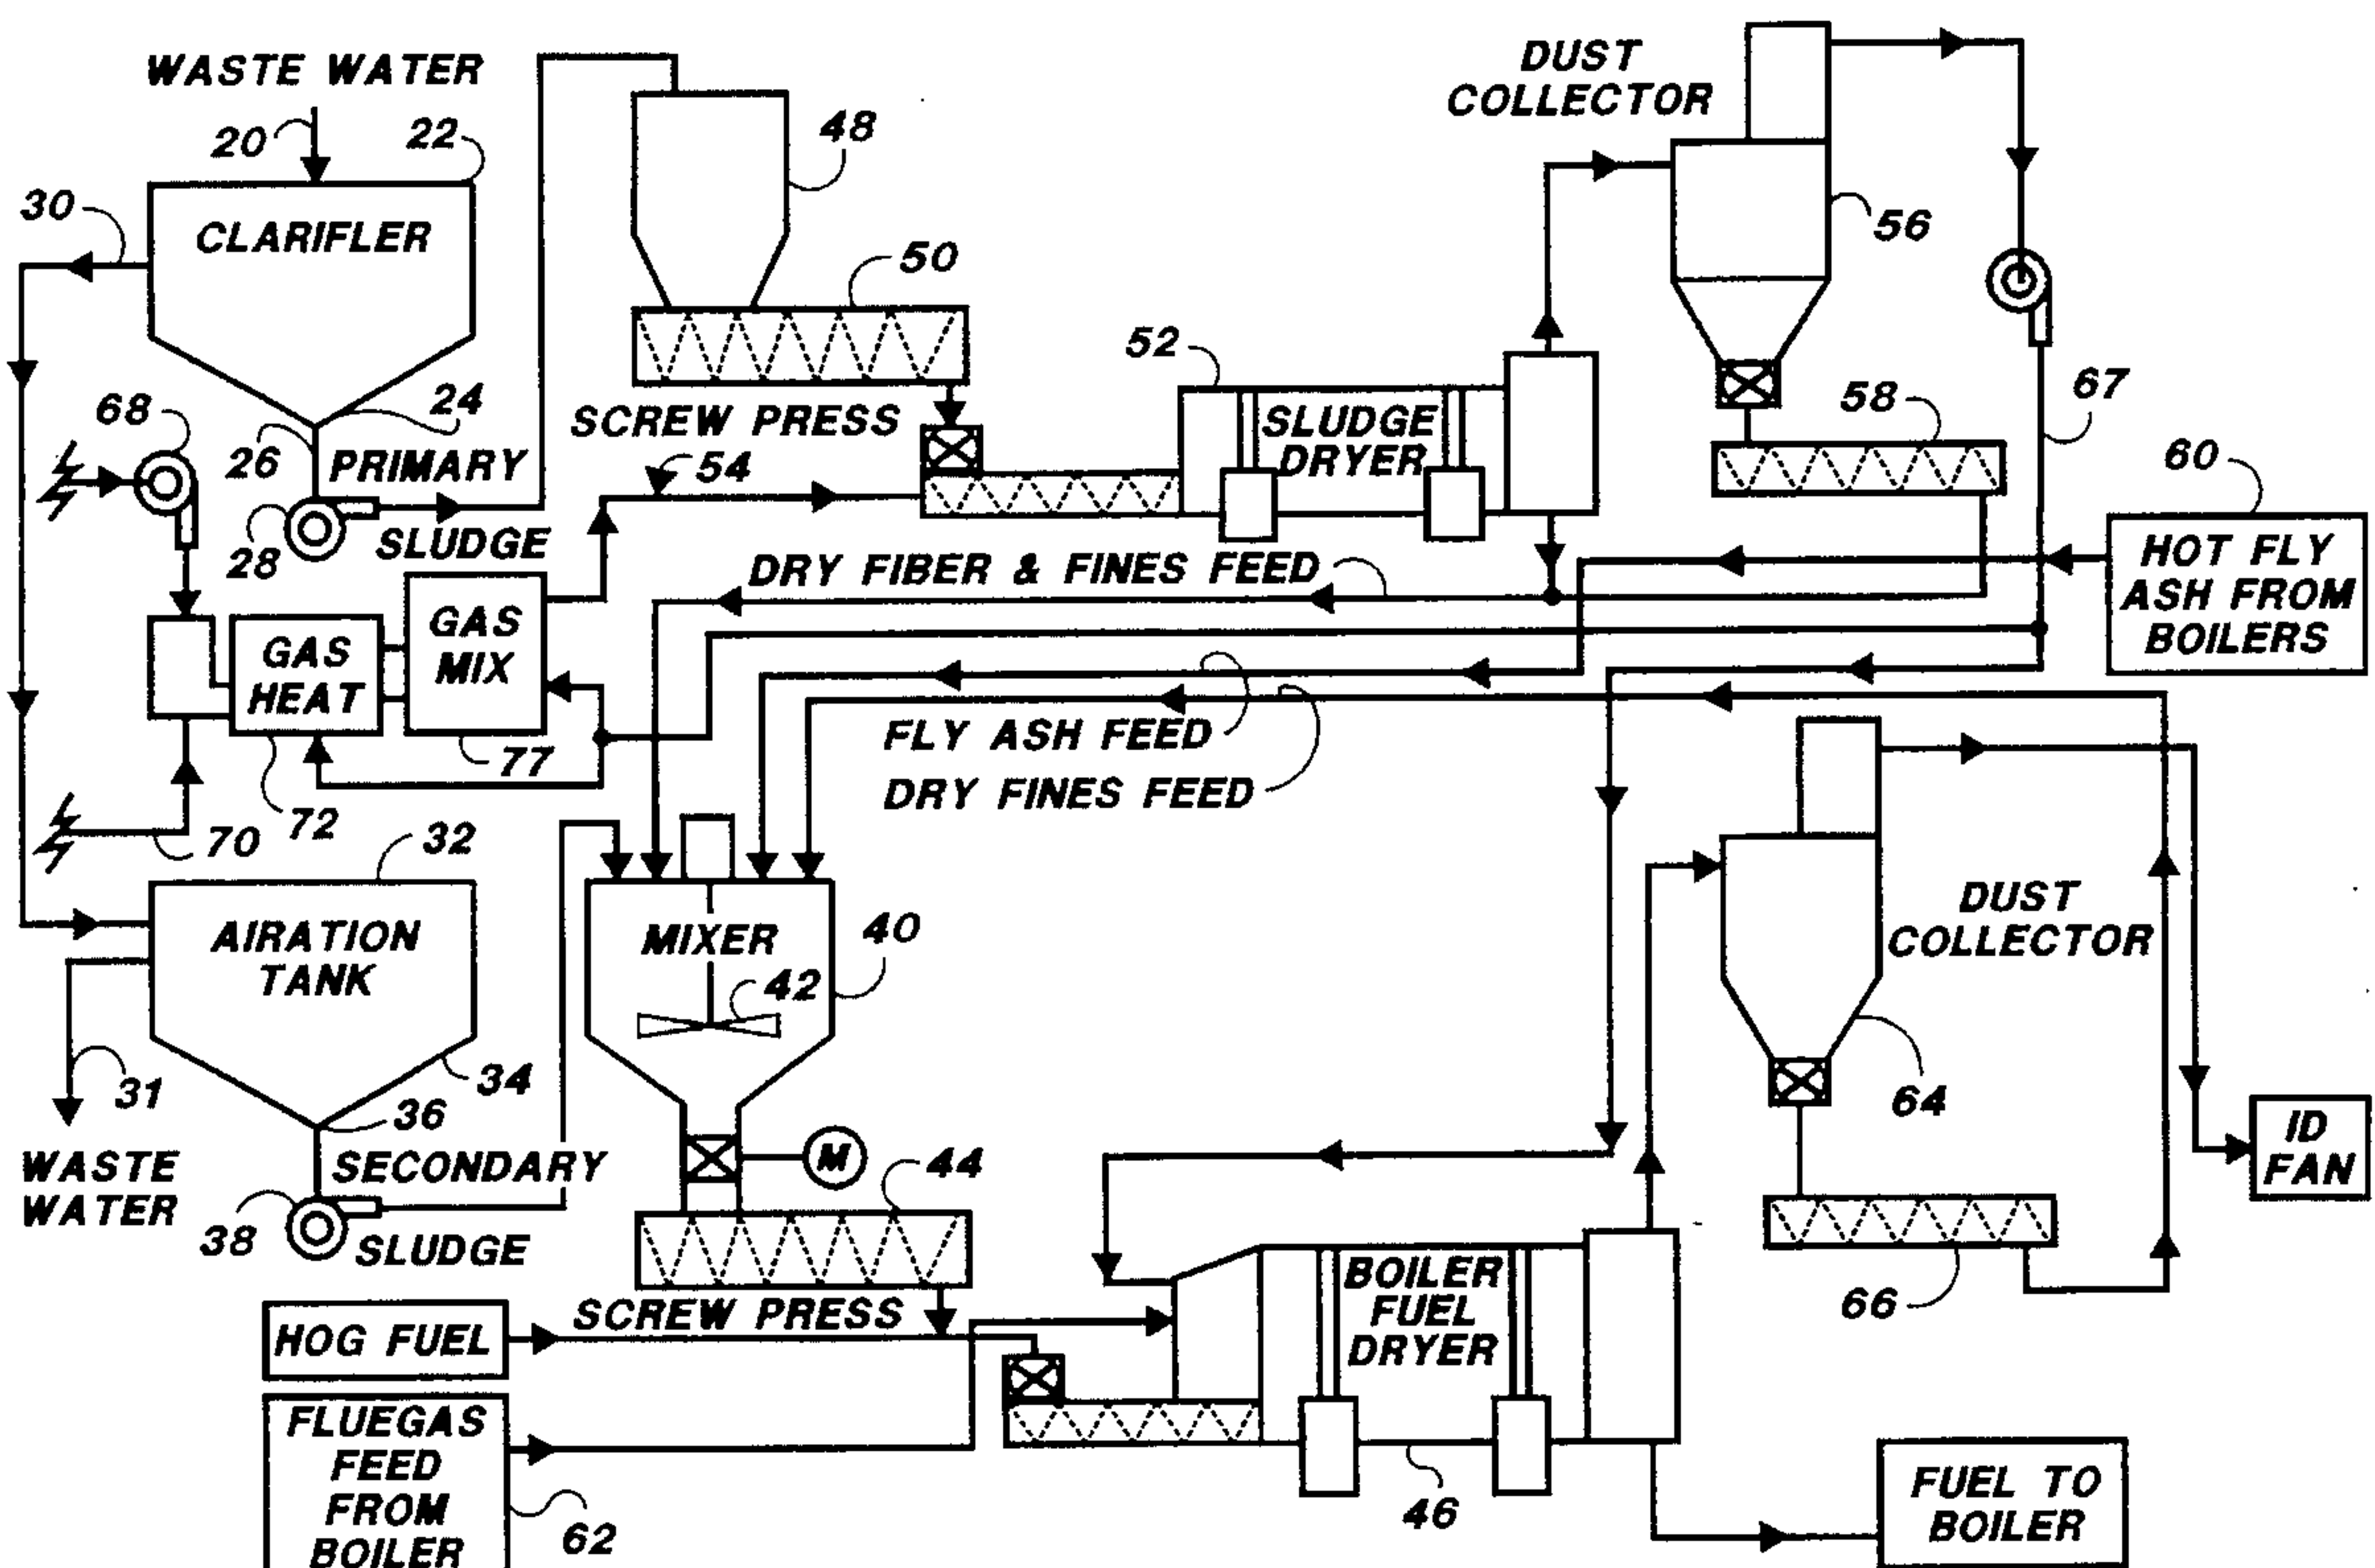 WASTE WATER
20
22
30
CLARIFLER
48
50
DUST
COLLECTOR
56
68
24
26
PRIMARY
28
SLUDGE
SCREW PRESS
54
52
SLUDGE
DRYER
58
67
60
HOT FLY
ASH FROM
BOILERS
DRY FIBER & FINES FEED
GAS
HEAT
GAS
MIX
77
72
70
FLY ASH FEED
DRY FINES FEED
32
AIRATION
TANK
31
34
36
WASTE
WATER
SECONDARY
38
SLUDGE
MIXER
40
42
M
44
SCREW PRESS
DUST
COLLECTOR
64
ID
FAN
66
HOG FUEL
FLUEGAS
FEED
FROM
BOILER
62
BOILER
FUEL
DRYER
46
FUEL TO
BOILER